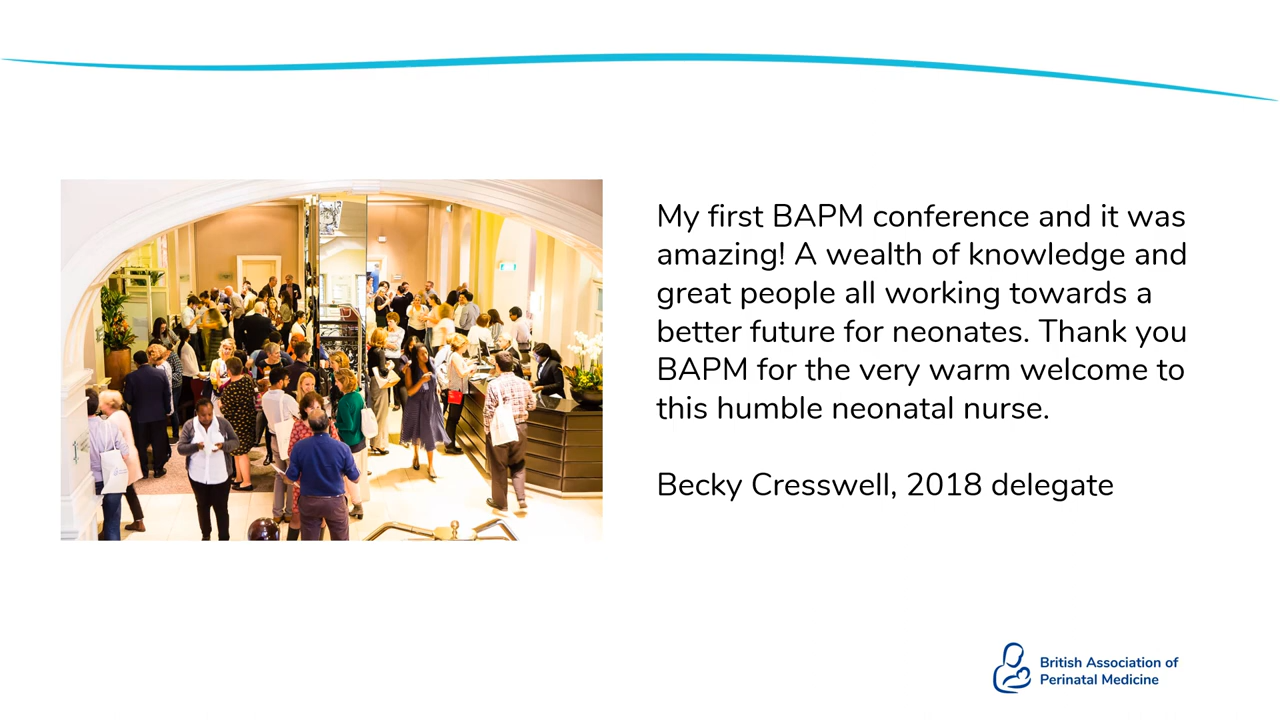 My first BAPM conference and it was
amazing! A wealth of knowledge and
great people all working towards a
better future for neonates. Thank you
BAPM for the very warm welcome to
this humble neonatal nurse.
Becky Cresswell, 2018 delegate
British Association of
Perinatal Medicine